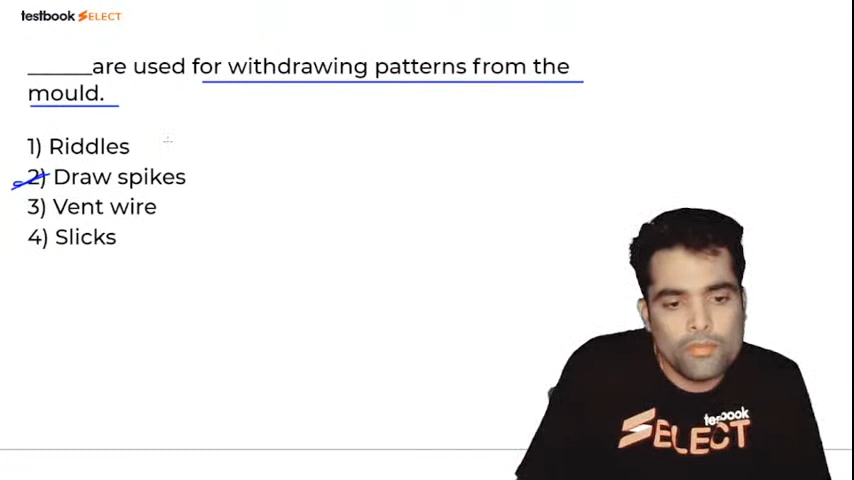 testbook SELECT
______are used for withdrawing patterns from the
mould.
1) Riddles
2) Draw spikes
3) Vent wire
4) Slicks
testbook
SELECT